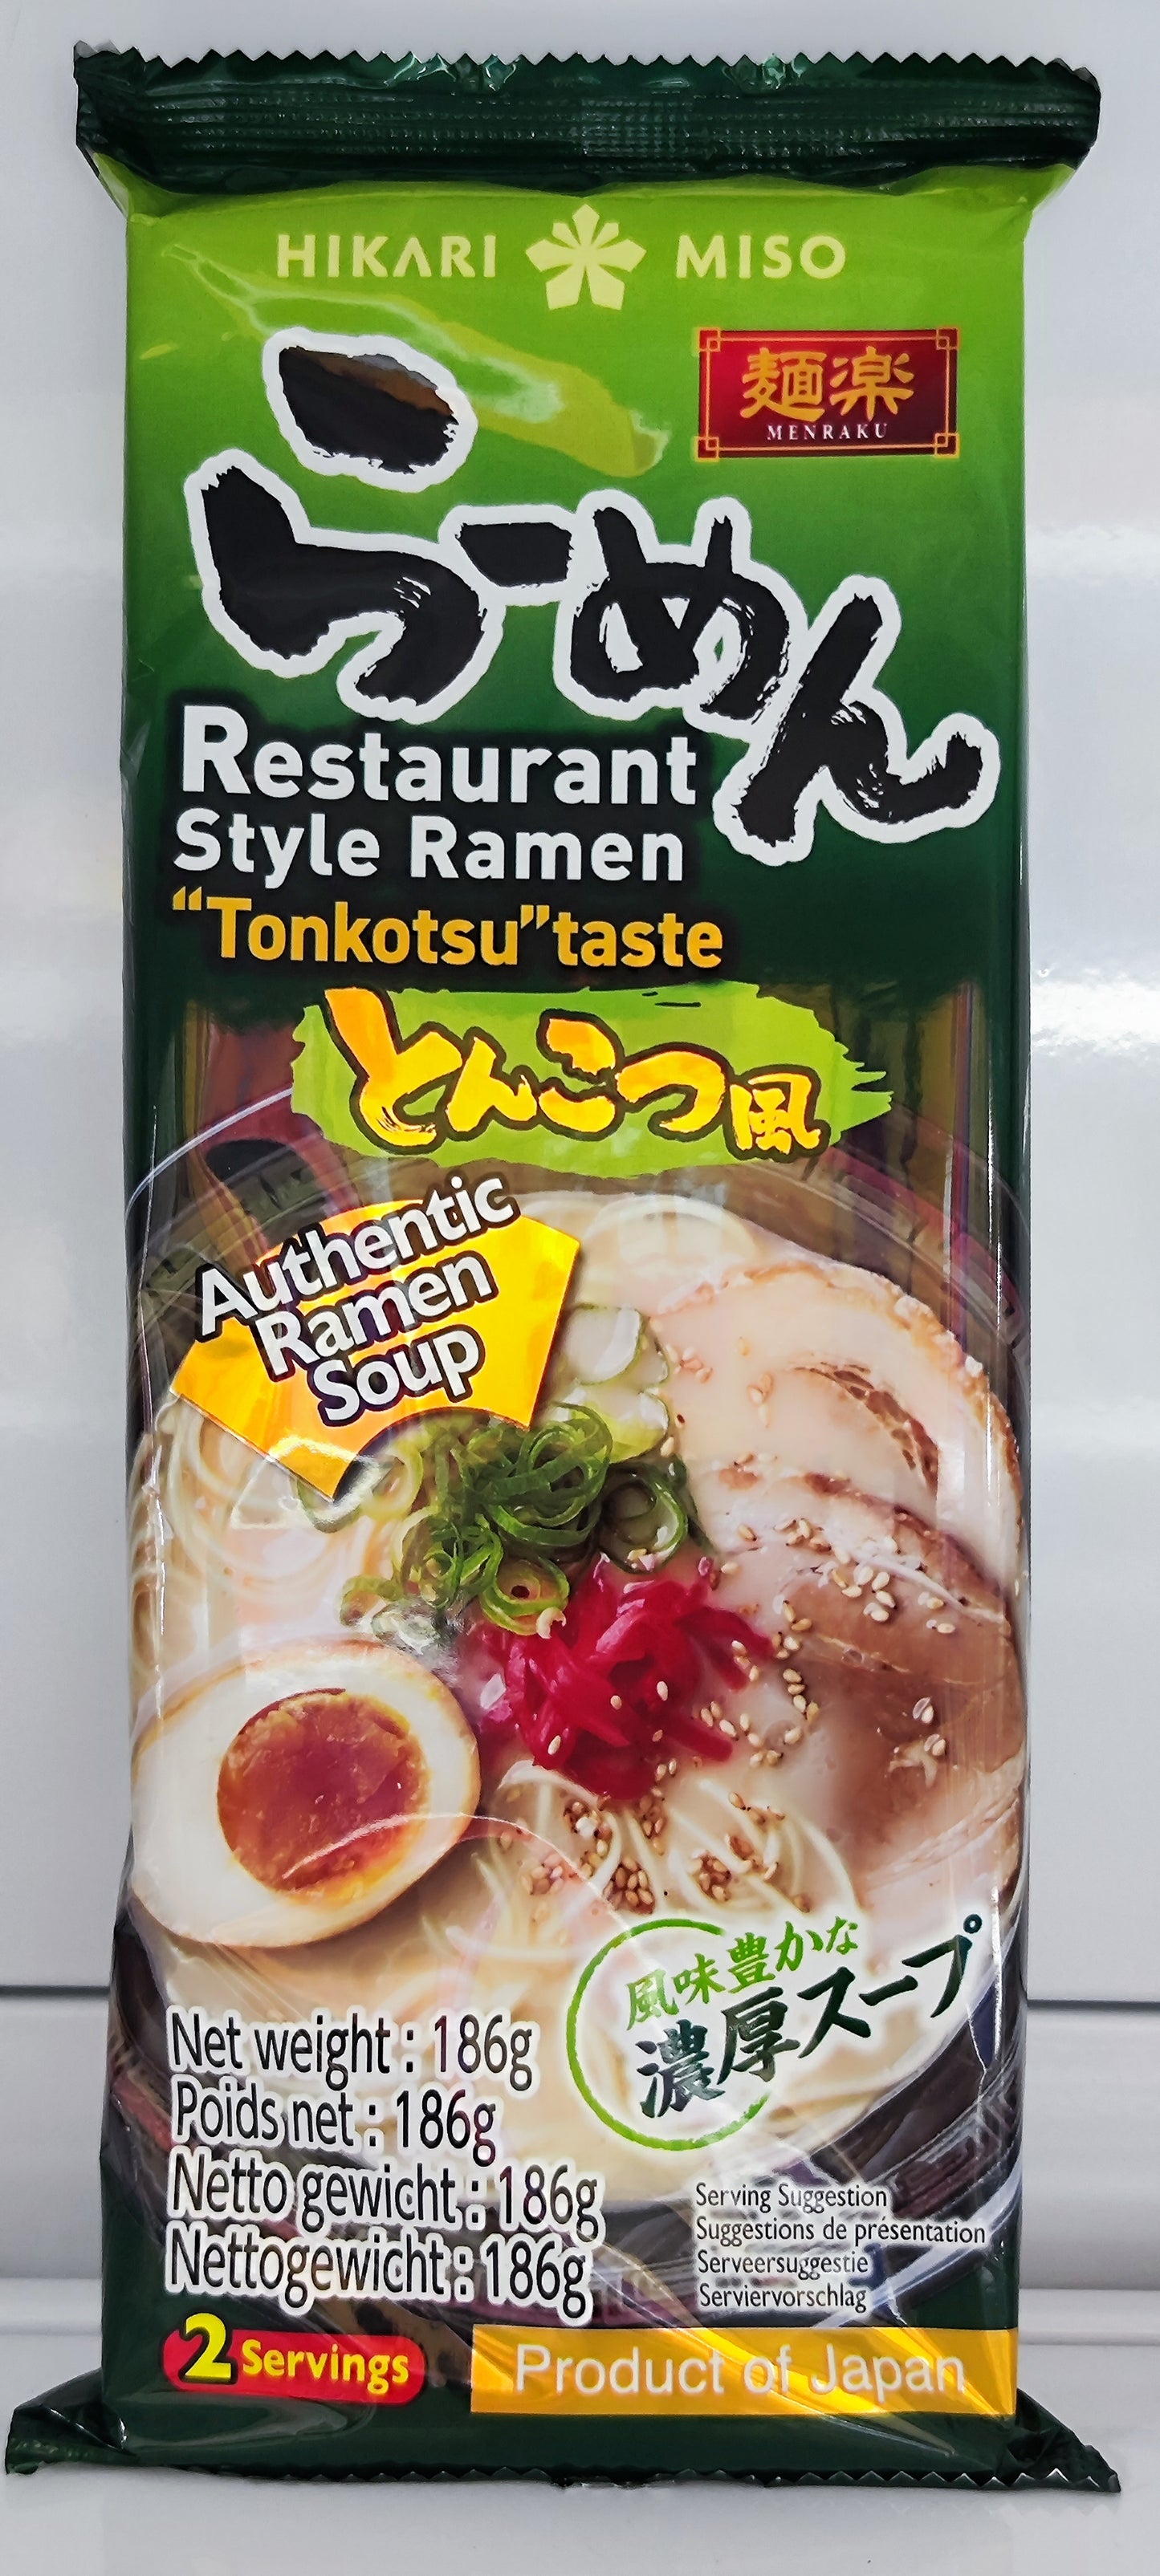 HIKARI MISO
麺楽
MENRAKU
らーめん
Restaurant
Style Ramen
“Tonkotsu” taste
とんこつ風
Authentic
Ramen
Soup
風味豊かな
濃厚スープ
Net weight : 186g
Poids net : 186g
Netto gewicht : 186g
Nettogewicht : 186g
Serving Suggestion
Suggestions de présentation
Serveersuggestie
Serviervorschlag
2 Servings
Product of Japan